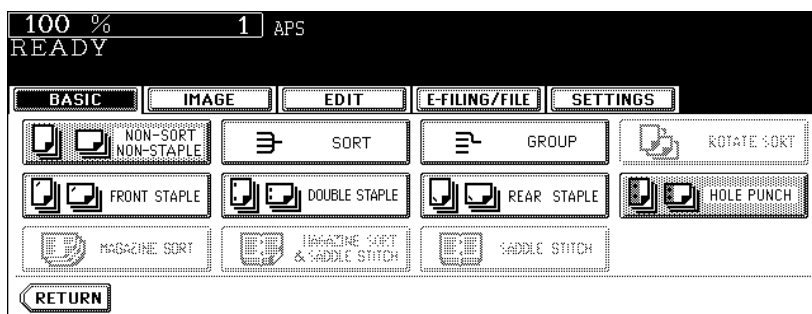 100 % 1 APS
READY
BASIC IMAGE EDIT E-FILING/FILE SETTINGS
NON-SORT
NON-STAPLE
SORT
GROUP
ROTATE SORT
FRONT STAPLE
DOUBLE STAPLE
REAR STAPLE
HOLE PUNCH
MAGAZINE SORT
MAGAZINE SORT
& SADDLE STITCH
SADDLE STITCH
RETURN